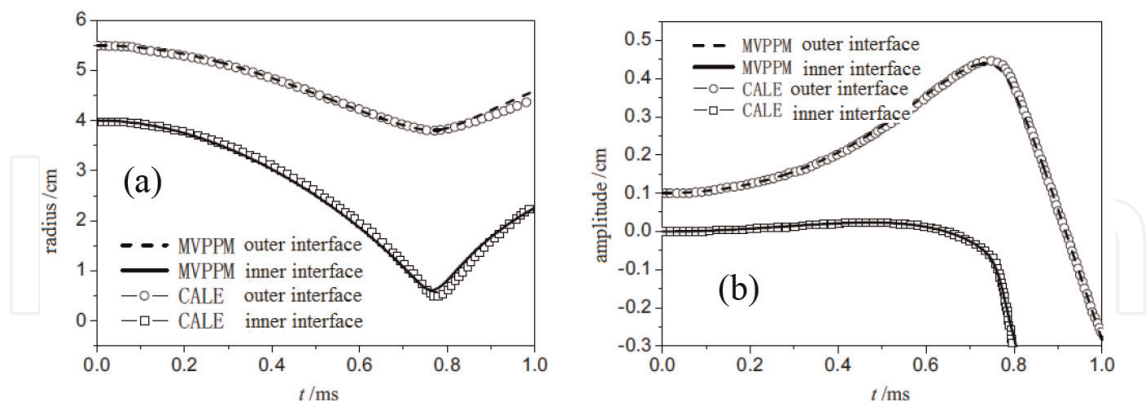 6
5
4
3
2
1
0
radius /cm
(a)
MVPPM outer interface
MVPPM inner interface
CALE outer interface
CALE inner interface
0.0 0.2 0.4 0.6 0.8 1.0
t /ms
0.5
0.4
0.3
0.2
0.1
0.0
-0.1
-0.2
-0.3
amplitude /cm
MVPPM outer interface
MVPPM inner interface
CALE outer interface
CALE inner interface
(b)
0.0 0.2 0.4 0.6 0.8 1.0
t /ms